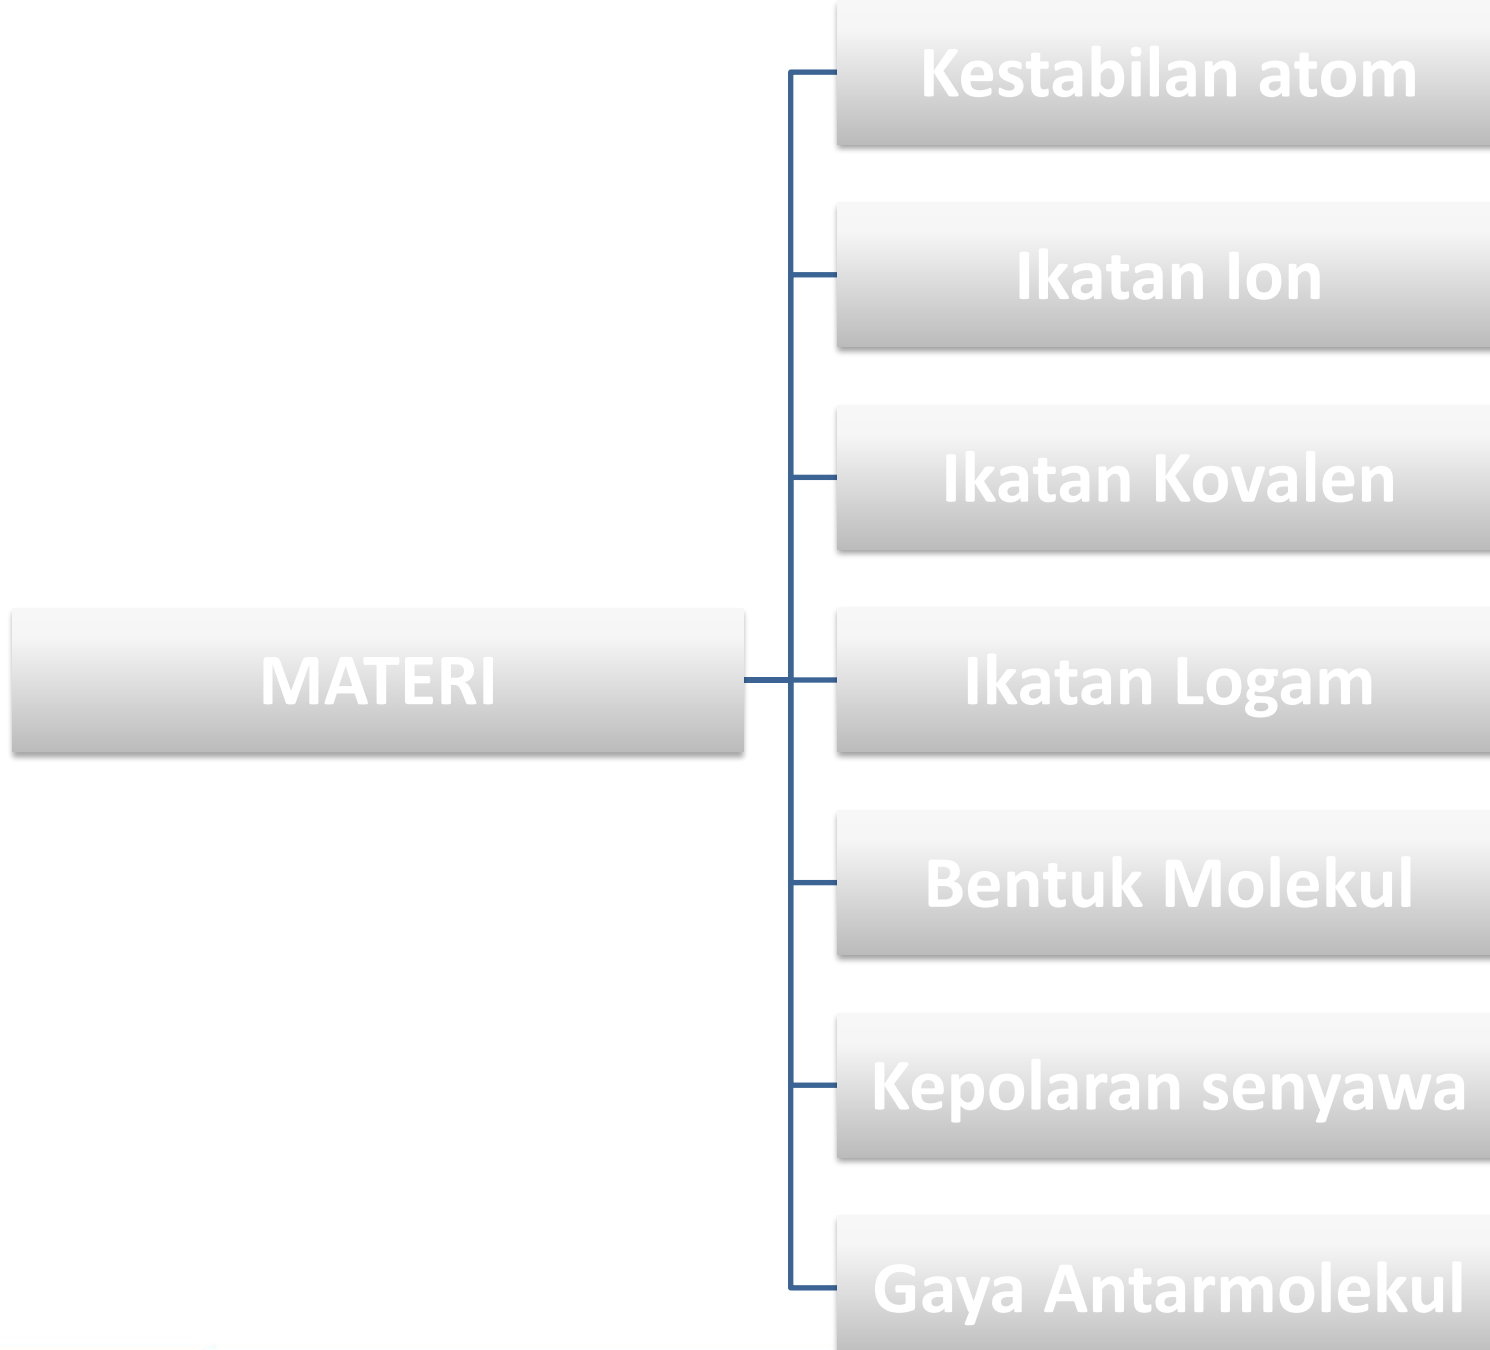 Kestabilan atom
Ikatan Ion
Ikatan Kovalen
MATERI
Ikatan Logam
Bentuk Molekul
Kepolaran senyawa
Gaya Antarmolekul